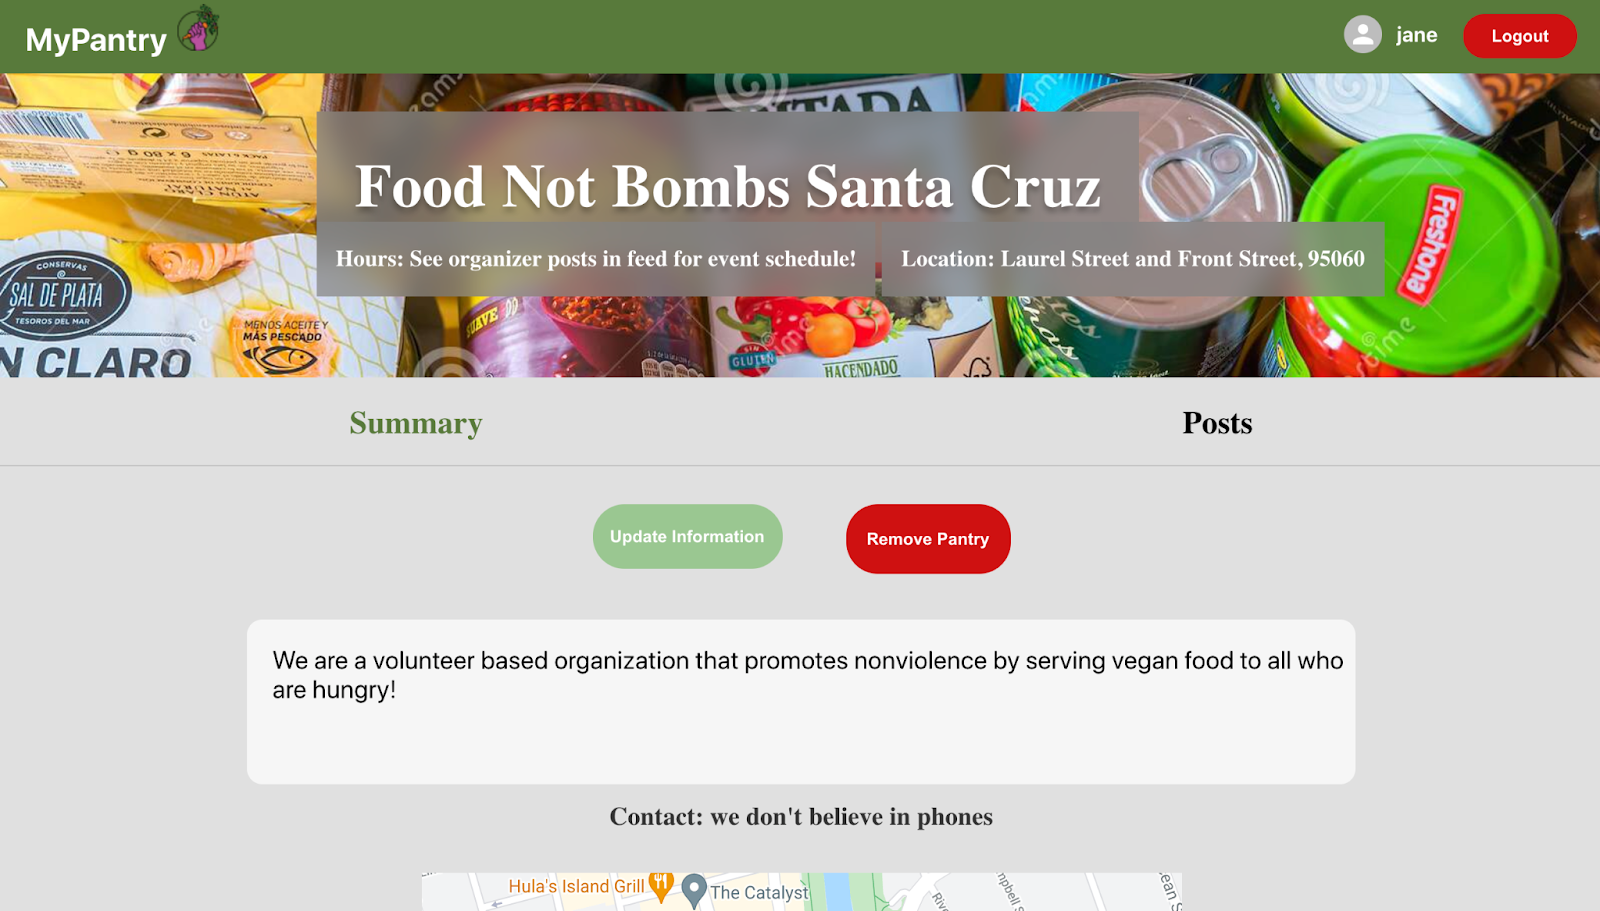 MyPantry
jane
Logout
Food Not Bombs Santa Cruz
Hours: See organizer posts in feed for event schedule!
Location: Laurel Street and Front Street, 95060
6 x 80 g
CONSERVAS
SAL DE PLATA
TESOROS DEL MAR
MENOS ACEITE Y
MÁS PESCADO
N CLARO
SUAVE
SIN
GLUTEN
HACENDADO
Freshona
Summary
Posts
Update Information
Remove Pantry
We are a volunteer based organization that promotes nonviolence by serving vegan food to all who
are hungry!
Contact: we don't believe in phones
Hula's Island Grill
The Catalyst